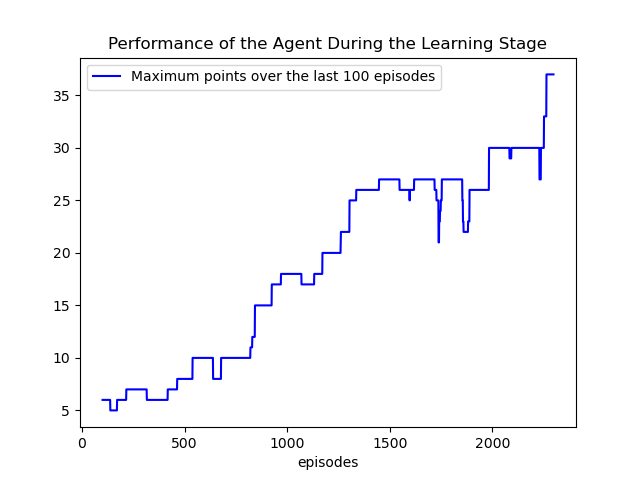 Performance of the Agent During the Learning Stage
Maximum points over the last 100 episodes
35
30
25
20
15
10
5
0 500 1000 1500 2000
episodes